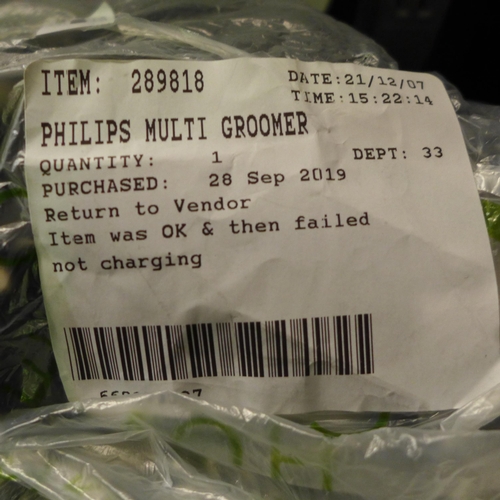 ITEM: 289818
DATE:21/12/07
TIME:15:22:14
PHILIPS MULTI GROOMER
QUANTITY: 1 DEPT: 33
PURCHASED: 28 Sep 2019
Return to Vendor
Item was OK & then failed
not charging